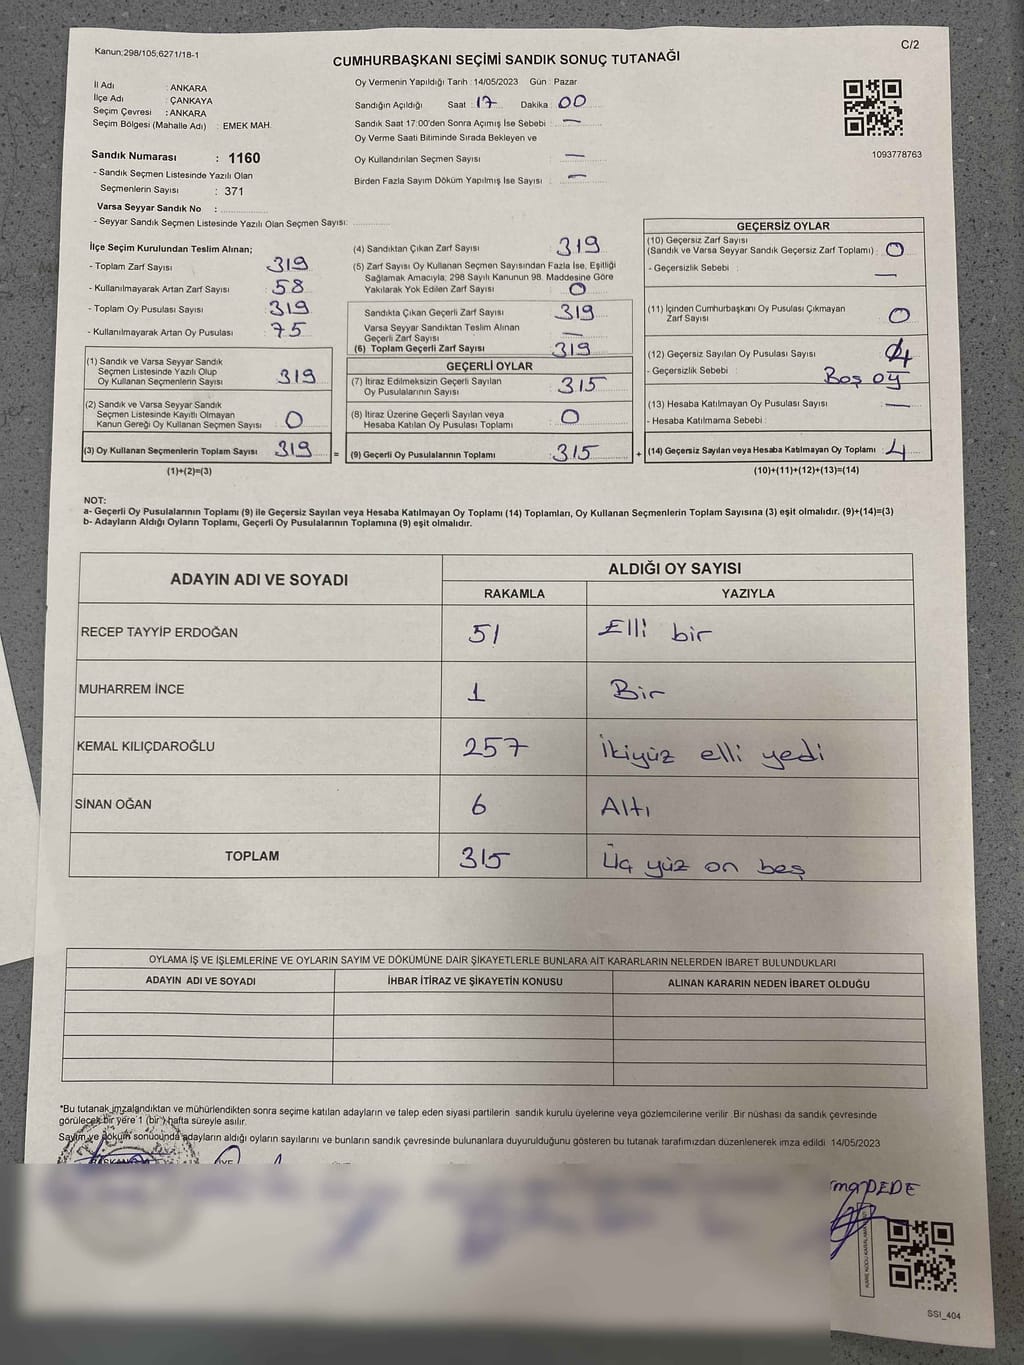 Kanun:298/105;6271/18-1
C/2
CUMHURBAŞKANI SEÇİMİ SANDIK SONUÇ TUTANAĞI
İl Adı : ANKARA
İlçe Adı : ÇANKAYA
Seçim Çevresi : ANKARA
Seçim Bölgesi (Mahalle Adı) : EMEK MAH.
Sandık Numarası : 1160
- Sandık Seçmen Listesinde Yazılı Olan
Seçmenlerin Sayısı : 371
Varsa Seyyar Sandık No :
- Seyyar Sandık Seçmen Listesinde Yazılı Olan Seçmen Sayısı:
Oy Vermenin Yapıldığı Tarih : 14/05/2023 Gün : Pazar
Sandığın Açıldığı Saat : 17 Dakika : 00
Sandık Saat 17:00'den Sonra Açımış İse Sebebi : —
Oy Verme Saati Bitiminde Sırada Bekleyen ve
Oy Kullandırılan Seçmen Sayısı —
Birden Fazla Sayım Döküm Yapılmış İse Sayısı : —
1093778763
İlçe Seçim Kurulundan Teslim Alınan;
- Toplam Zarf Sayısı 319
- Kullanılmayarak Artan Zarf Sayısı 58
- Toplam Oy Pusulası Sayısı 319
- Kullanılmayarak Artan Oy Pusulası 75
(1) Sandık ve Varsa Seyyar Sandık
Seçmen Listesinde Yazılı Olup
Oy Kullanan Seçmenlerin Sayısı 319
(2) Sandık ve Varsa Seyyar Sandık
Seçmen Listesinde Kayıtlı Olmayan
Kanun Gereği Oy Kullanan Seçmen Sayısı 0
(3) Oy Kullanan Seçmenlerin Toplam Sayısı 319 =
(1)+(2)=(3)
(4) Sandıktan Çıkan Zarf Sayısı 319
(5) Zarf Sayısı Oy Kullanan Seçmen Sayısından Fazla İse, Eşitliği
Sağlamak Amacıyla; 298 Sayılı Kanunun 98. Maddesine Göre
Yakılarak Yok Edilen Zarf Sayısı 0
Sandıkta Çıkan Geçerli Zarf Sayısı 319
Varsa Seyyar Sandıktan Teslim Alınan
Geçerli Zarf Sayısı —
(6) Toplam Geçerli Zarf Sayısı 319
GEÇERLİ OYLAR
(7) İtiraz Edilmeksizin Geçerli Sayılan
Oy Pusulalarının Sayısı 315
(8) İtiraz Üzerine Geçerli Sayılan veya
Hesaba Katılan Oy Pusulası Toplamı 0
(9) Geçerli Oy Pusulalarının Toplamı 315 +
GEÇERSİZ OYLAR
(10) Geçersiz Zarf Sayısı
(Sandık ve Varsa Seyyar Sandık Geçersiz Zarf Toplamı) : 0
- Geçersizlik Sebebi : —
(11) İçinden Cumhurbaşkanı Oy Pusulası Çıkmayan
Zarf Sayısı 0
(12) Geçersiz Sayılan Oy Pusulası Sayısı 4
- Geçersizlik Sebebi : Boş oy
(13) Hesaba Katılmayan Oy Pusulası Sayısı —
- Hesaba Katılmama Sebebi :
(14) Geçersiz Sayılan veya Hesaba Katılmayan Oy Toplamı 4
(10)+(11)+(12)+(13)=(14)
NOT:
a- Geçerli Oy Pusulalarının Toplamı (9) ile Geçersiz Sayılan veya Hesaba Katılmayan Oy Toplamı (14) Toplamları, Oy Kullanan Seçmenlerin Toplam Sayısına (3) eşit olmalıdır. (9)+(14)=(3)
b- Adayların Aldığı Oyların Toplamı, Geçerli Oy Pusulalarının Toplamına (9) eşit olmalıdır.
ADAYIN ADI VE SOYADI ALDIĞI OY SAYISI
RAKAMLA YAZIYLA
RECEP TAYYİP ERDOĞAN 51 Elli bir
MUHARREM İNCE 1 Bir
KEMAL KILIÇDAROĞLU 257 İkiyüz elli yedi
SİNAN OĞAN 6 Altı
TOPLAM 315 Üç yüz on beş
OYLAMA İŞ VE İŞLEMLERİNE VE OYLARIN SAYIM VE DÖKÜMÜNE DAİR ŞİKAYETLERLE BUNLARA AİT KARARLARIN NELERDEN İBARET BULUNDUKLARI
ADAYIN ADI VE SOYADI İHBAR İTİRAZ VE ŞİKAYETİN KONUSU ALINAN KARARIN NEDEN İBARET OLDUĞU
*Bu tutanak imzalandıktan ve mühürlendikten sonra seçime katılan adayların ve talep eden siyasi partilerin sandık kurulu üyelerine veya gözlemcilerine verilir. Bir nüshası da sandık çevresinde
görülecek bir yere 1 (bir) hafta süreyle asılır.
Sayım ve döküm sonucunda adayların aldığı oyların sayılarını ve bunların sandık çevresinde bulunanlara duyurulduğunu gösteren bu tutanak tarafımızdan düzenlenerek imza edildi. 14/05/2023
DEDE
SSİ_404